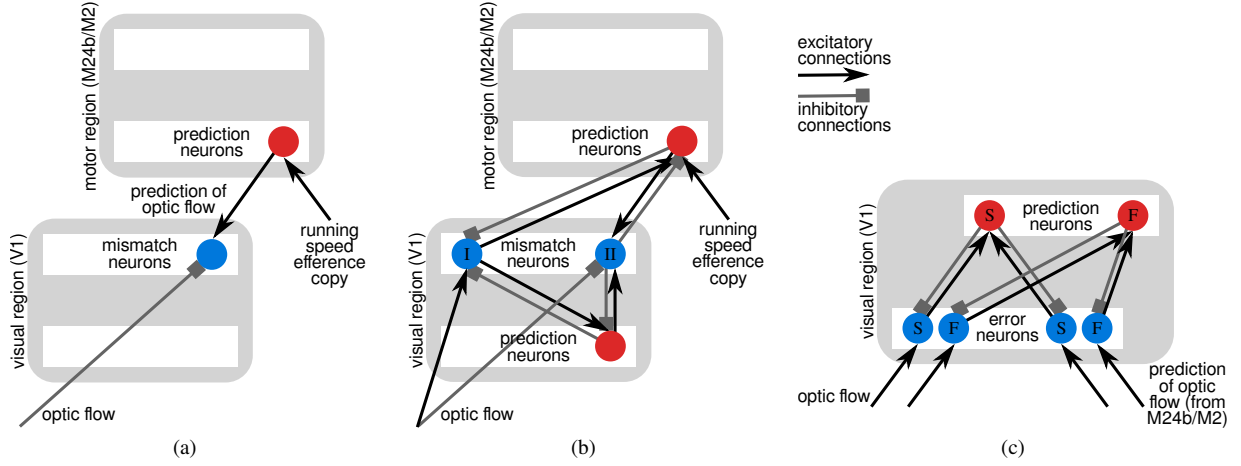 motor region (M24b/M2)
prediction
neurons
prediction of
optic flow
running
speed
efference
copy
visual region (V1)
mismatch
neurons
optic flow
(a)
motor region (M24b/M2)
prediction
neurons
running
speed
efference
copy
visual region (V1)
I
mismatch
neurons
II
prediction
neurons
optic flow
(b)
excitatory
connections
inhibitory
connections
visual region (V1)
S
prediction
neurons
F
S
F
error
neurons
S
F
optic flow
prediction
of optic
flow (from
M24b/M2)
(c)